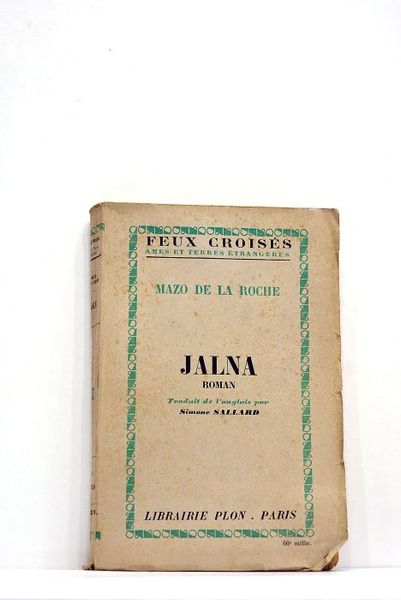 FEUX CROISÉS
AMES ET TERRES ÉTRANGÈRES
MAZO DE LA ROCHE
JALNA
ROMAN
Traduit de l'anglais par
Simone SALLARD
LIBRAIRIE PLON . PARIS
66e mille.